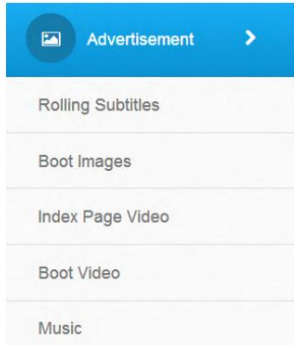 Advertisement
Rolling Subtitles
Boot Images
Index Page Video
Boot Video
Music